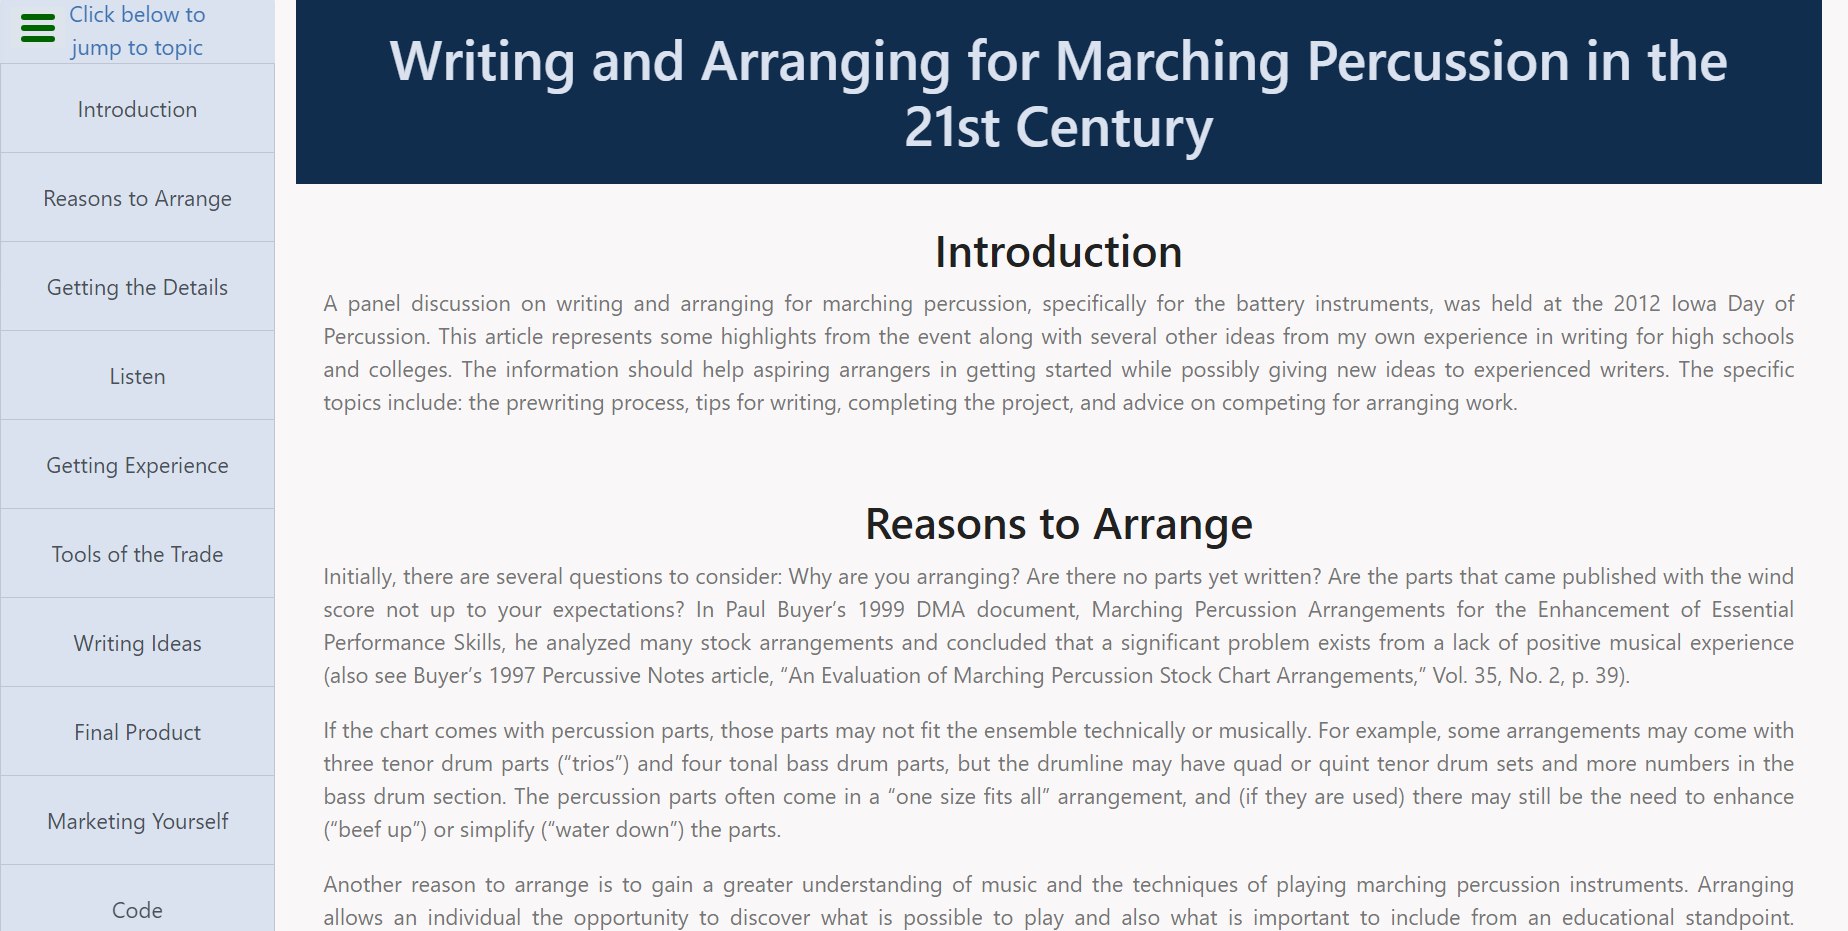 Click below to
jump to topic
Introduction
Reasons to Arrange
Getting the Details
Listen
Getting Experience
Tools of the Trade
Writing Ideas
Final Product
Marketing Yourself
Code
Writing and Arranging for Marching Percussion in the
21st Century
Introduction
A panel discussion on writing and arranging for marching percussion, specifically for the battery instruments, was held at the 2012 Iowa Day of
Percussion. This article represents some highlights from the event along with several other ideas from my own experience in writing for high schools
and colleges. The information should help aspiring arrangers in getting started while possibly giving new ideas to experienced writers. The specific
topics include: the prewriting process, tips for writing, completing the project, and advice on competing for arranging work.
Reasons to Arrange
Initially, there are several questions to consider: Why are you arranging? Are there no parts yet written? Are the parts that came published with the wind
score not up to your expectations? In Paul Buyer’s 1999 DMA document, Marching Percussion Arrangements for the Enhancement of Essential
Performance Skills, he analyzed many stock arrangements and concluded that a significant problem exists from a lack of positive musical experience
(also see Buyer’s 1997 Percussive Notes article, “An Evaluation of Marching Percussion Stock Chart Arrangements,” Vol. 35, No. 2, p. 39).
If the chart comes with percussion parts, those parts may not fit the ensemble technically or musically. For example, some arrangements may come with
three tenor drum parts (“trios”) and four tonal bass drum parts, but the drumline may have quad or quint tenor drum sets and more numbers in the
bass drum section. The percussion parts often come in a “one size fits all” arrangement, and (if they are used) there may still be the need to enhance
(“beef up”) or simplify (“water down”) the parts.
Another reason to arrange is to gain a greater understanding of music and the techniques of playing marching percussion instruments. Arranging
allows an individual the opportunity to discover what is possible to play and also what is important to include from an educational standpoint.